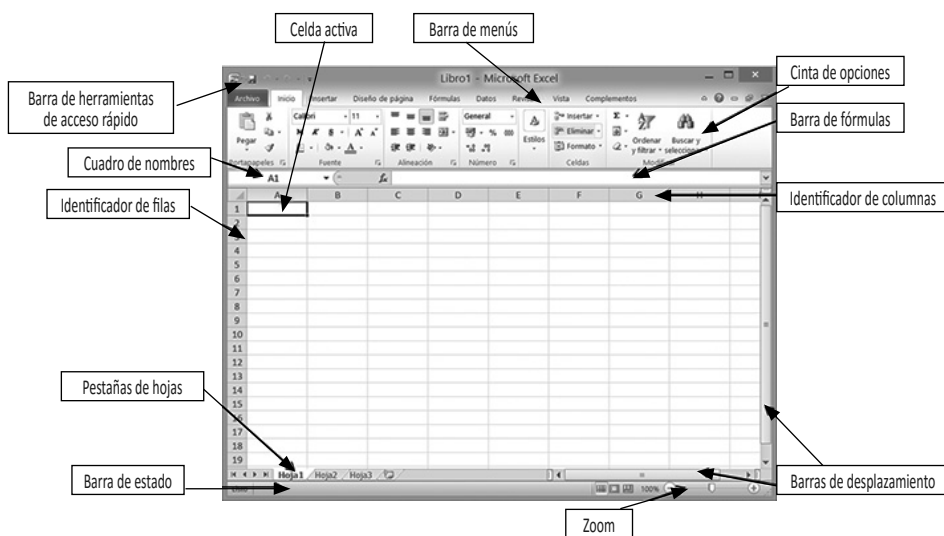 Celda activa
Barra de menús
Cinta de opciones
Barra de herramientas
de acceso rápido
Barra de fórmulas
Cuadro de nombres
Identificador de filas
Identificador de columnas
Pestañas de hojas
Barra de estado
Barras de desplazamiento
Zoom
Libro1 - Microsoft Excel
Archivo Inicio Insertar Diseño de página Fórmulas Datos Vista Complementos
Calibri 11 General Insertar
Pegar N K S A A % 000 Estilos Eliminar Ordenar Buscar y
Formato y filtrar seleccionar
Portapapeles Fuente Alineación Número Celdas
A1 fx
A B C D E F G H
1
2
3
4
5
6
7
8
9
10
11
12
13
14
15
16
17
18
19
Hoja1 Hoja2 Hoja3
100%